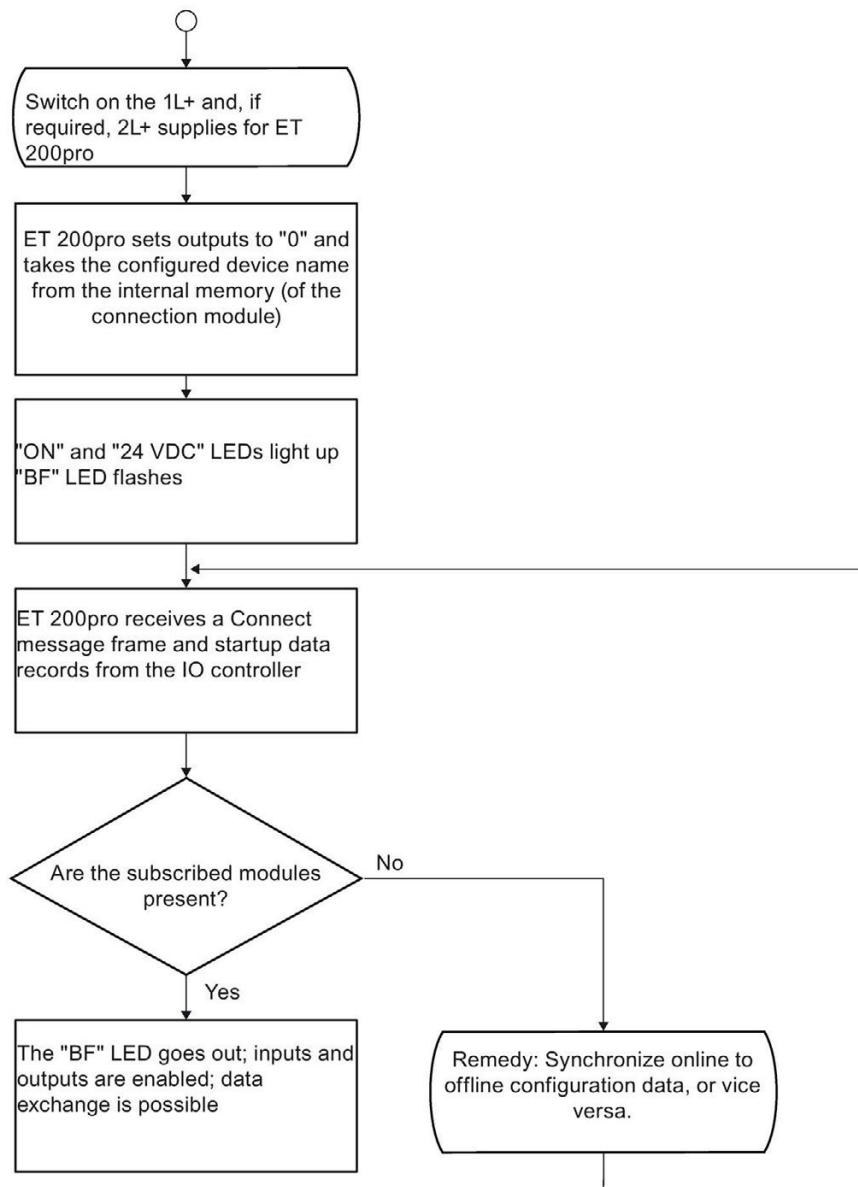 Switch on the 1L+ and, if
required, 2L+ supplies for ET
200pro
ET 200pro sets outputs to "0" and
takes the configured device name
from the internal memory (of the
connection module)
"ON" and "24 VDC" LEDs light up
"BF" LED flashes
ET 200pro receives a Connect
message frame and startup data
records from the IO controller
Are the subscribed modules
present?
No
Yes
The "BF" LED goes out; inputs and
outputs are enabled; data
exchange is possible
Remedy: Synchronize online to
offline configuration data, or vice
versa.